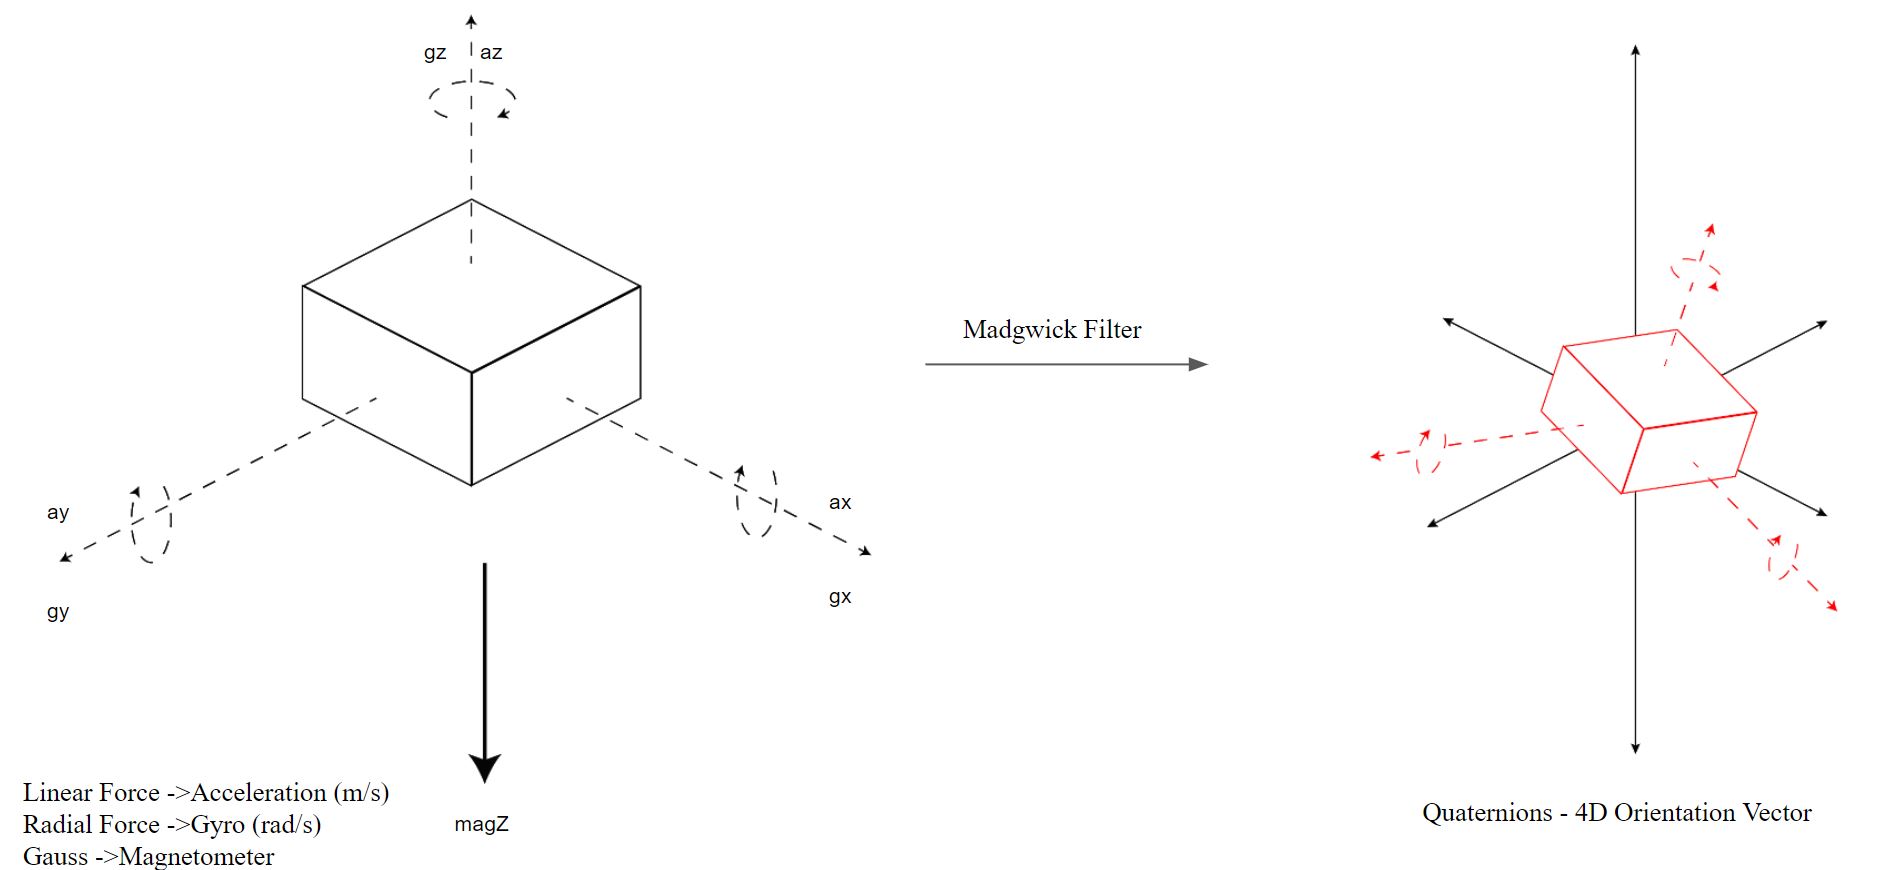 gz
az
Madgwick Filter
ay
ax
gy
gx
Linear Force ->Acceleration (m/s)
Radial Force ->Gyro (rad/s)
Gauss ->Magnetometer
magZ
Quaternions - 4D Orientation Vector